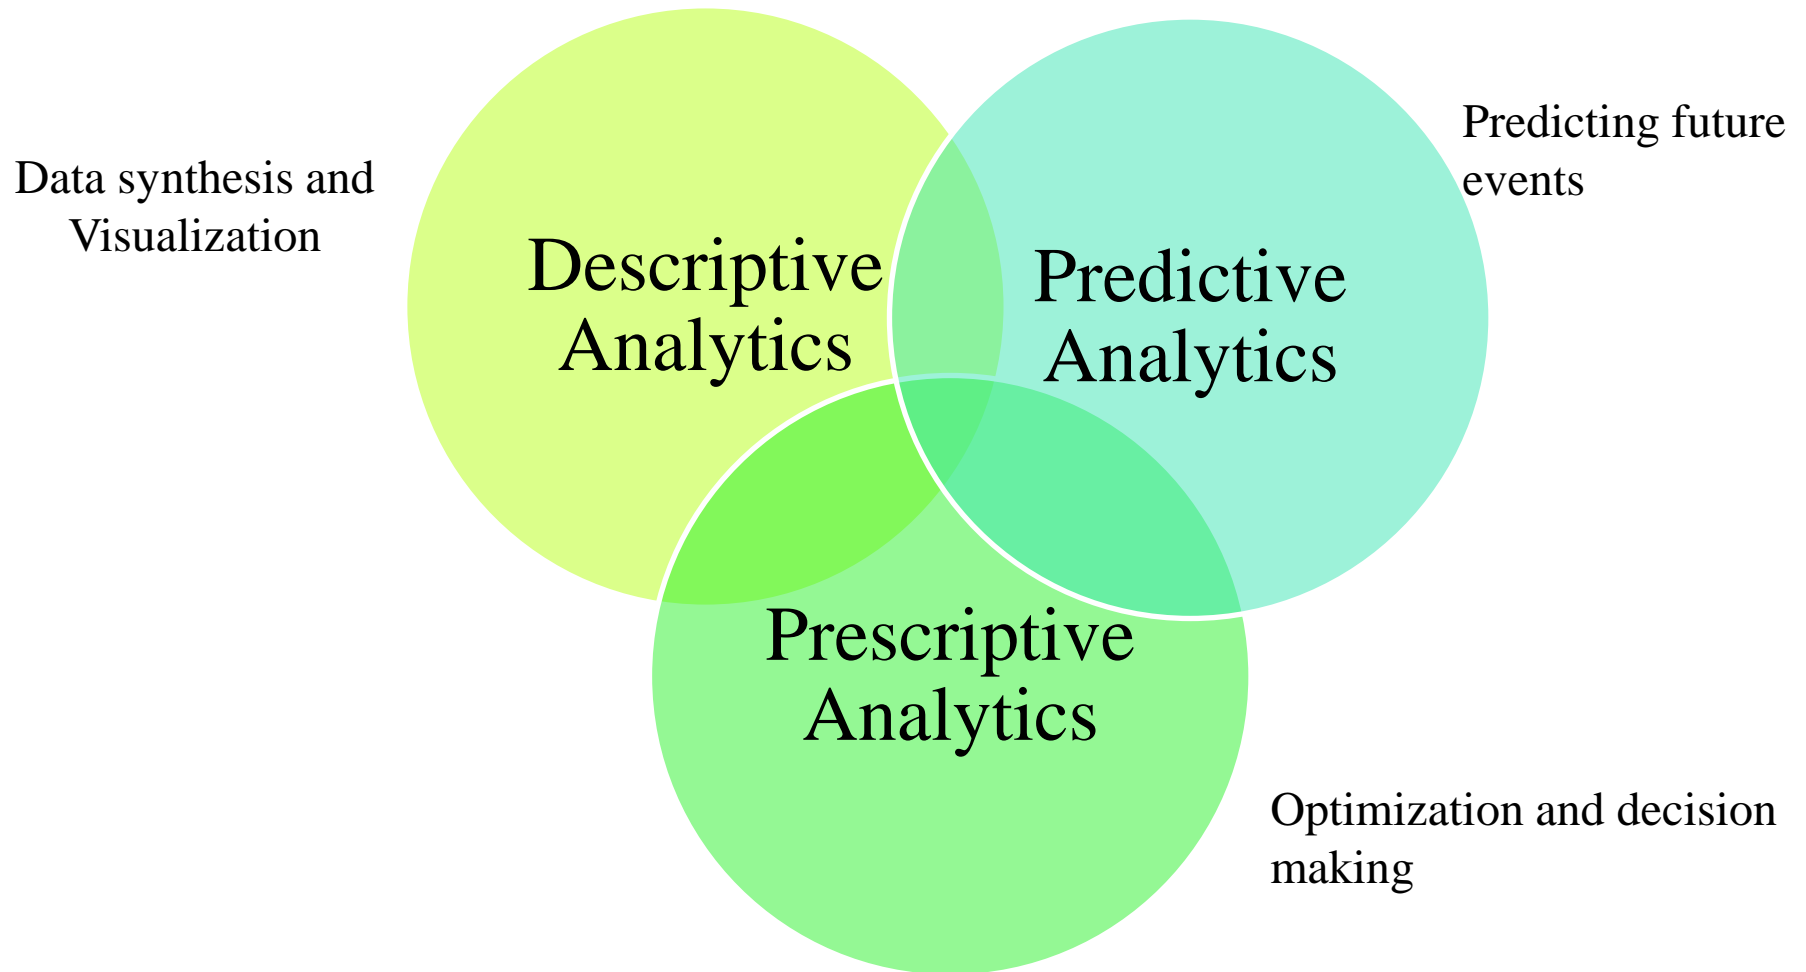 Data synthesis and
Visualization
Descriptive
Analytics
Predictive
Analytics
Predicting future
events
Prescriptive
Analytics
Optimization and decision
making